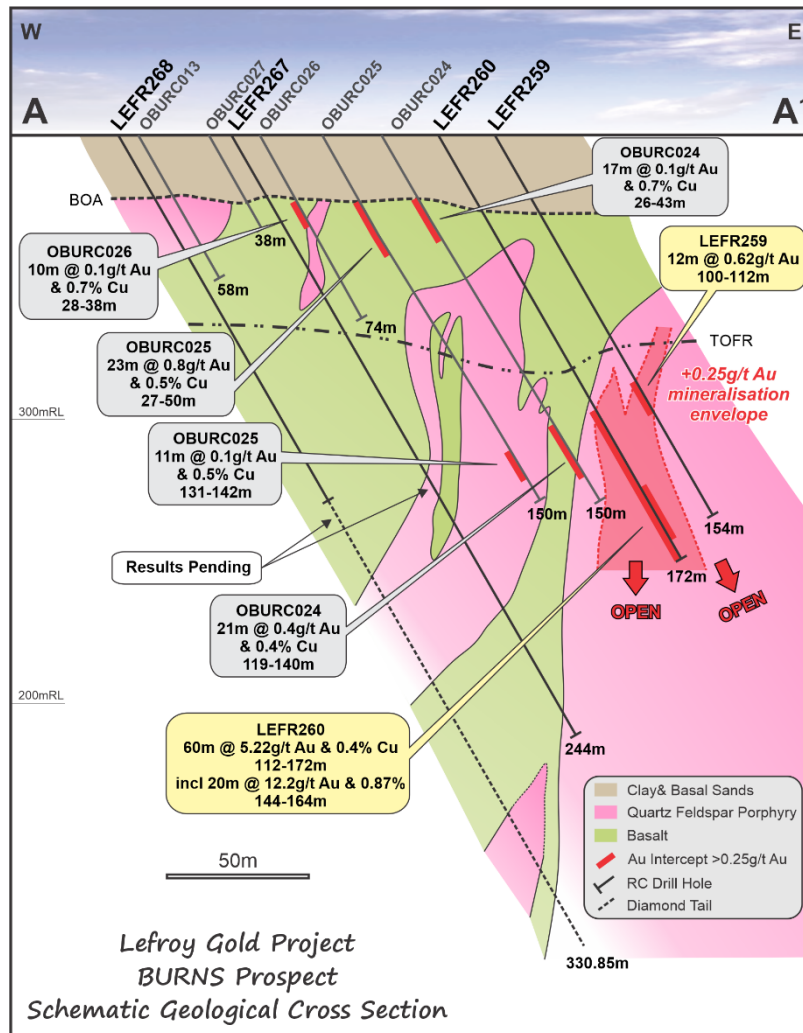 W
E
A
A¹
LEFR268
OBURC013
OBURC027
LEFR267
OBURC026
OBURC025
OBURC024
LEFR260
LEFR259
BOA
OBURC024
17m @ 0.1g/t Au
& 0.7% Cu
26-43m
LEFR259
12m @ 0.62g/t Au
100-112m
OBURC026
10m @ 0.1g/t Au
& 0.7% Cu
28-38m
38m
58m
74m
TOFR
OBURC025
23m @ 0.8g/t Au
& 0.5% Cu
27-50m
+0.25g/t Au
mineralisation
envelope
300mRL
OBURC025
11m @ 0.1g/t Au
& 0.5% Cu
131-142m
150m
150m
154m
172m
Results Pending
OPEN
OPEN
OBURC024
21m @ 0.4g/t Au
& 0.4% Cu
119-140m
200mRL
LEFR260
60m @ 5.22g/t Au & 0.4% Cu
112-172m
incl 20m @ 12.2g/t Au & 0.87%
144-164m
244m
Clay& Basal Sands
Quartz Feldspar Porphyry
Basalt
Au Intercept >0.25g/t Au
RC Drill Hole
Diamond Tail
50m
330.85m
Lefroy Gold Project
BURNS Prospect
Schematic Geological Cross Section